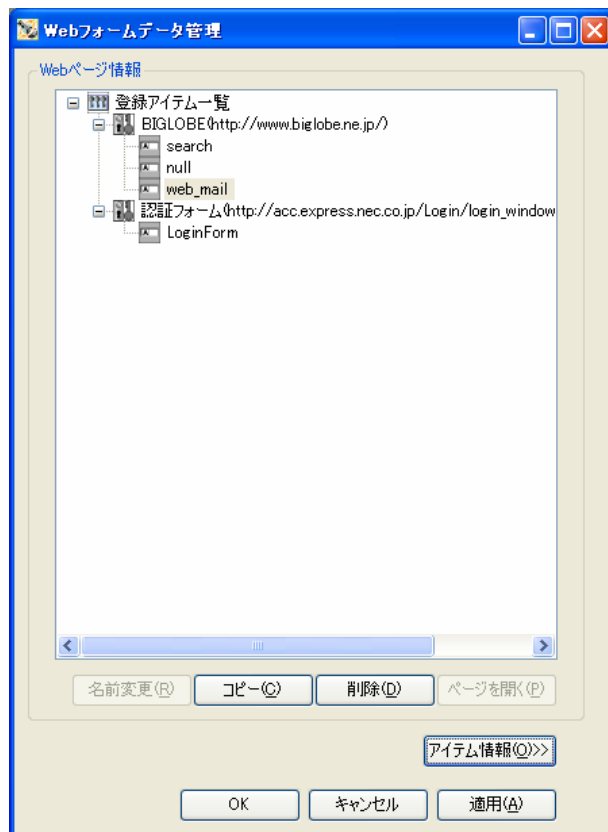 Webフォームデータ管理
Webページ情報
登録アイテム一覧
BIGLOBE(http://www.biglobe.ne.jp/)
search
null
web_mail
認証フォーム(http://acc.express.nec.co.jp/Login/login_window
LoginForm
名前変更(R) コピー(C) 削除(D) ページを開く(P)
アイテム情報(O)>>
OK キャンセル 適用(A)